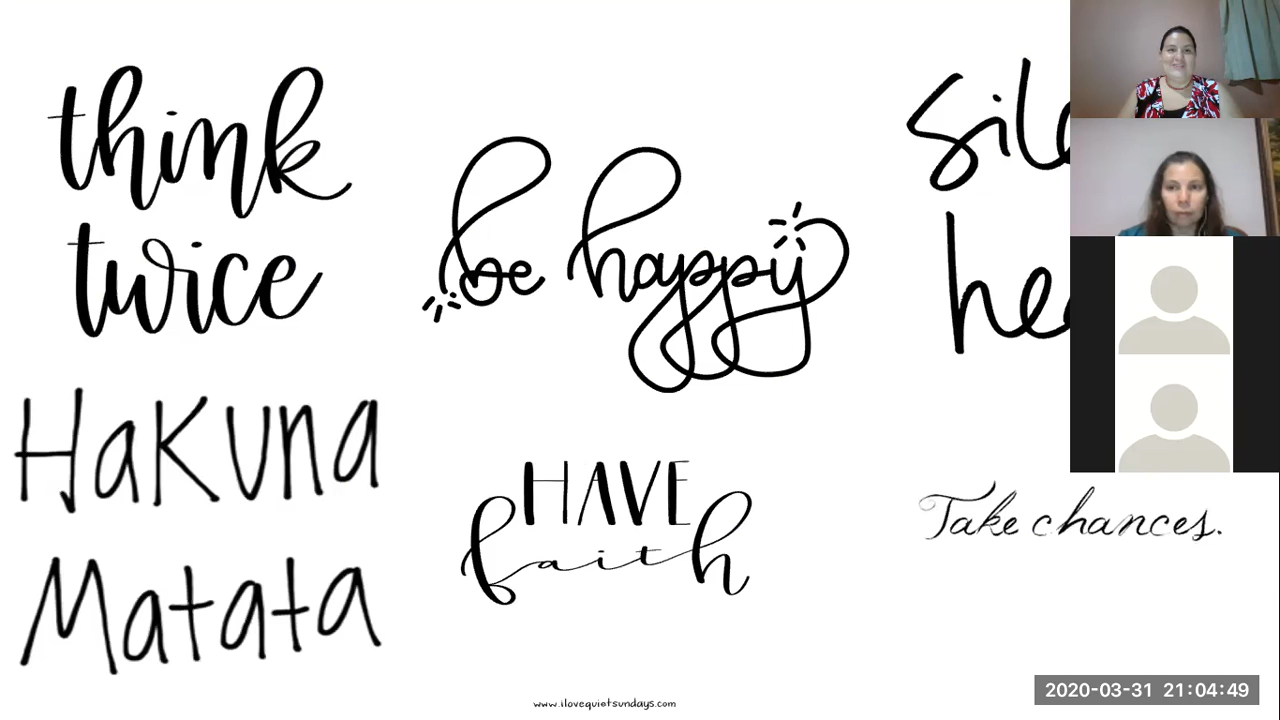 think
twice
be happy
Hakuna
Matata
HAVE
faith
Take chances.
www.ilovequietsundays.com
2020-03-31 21:04:49